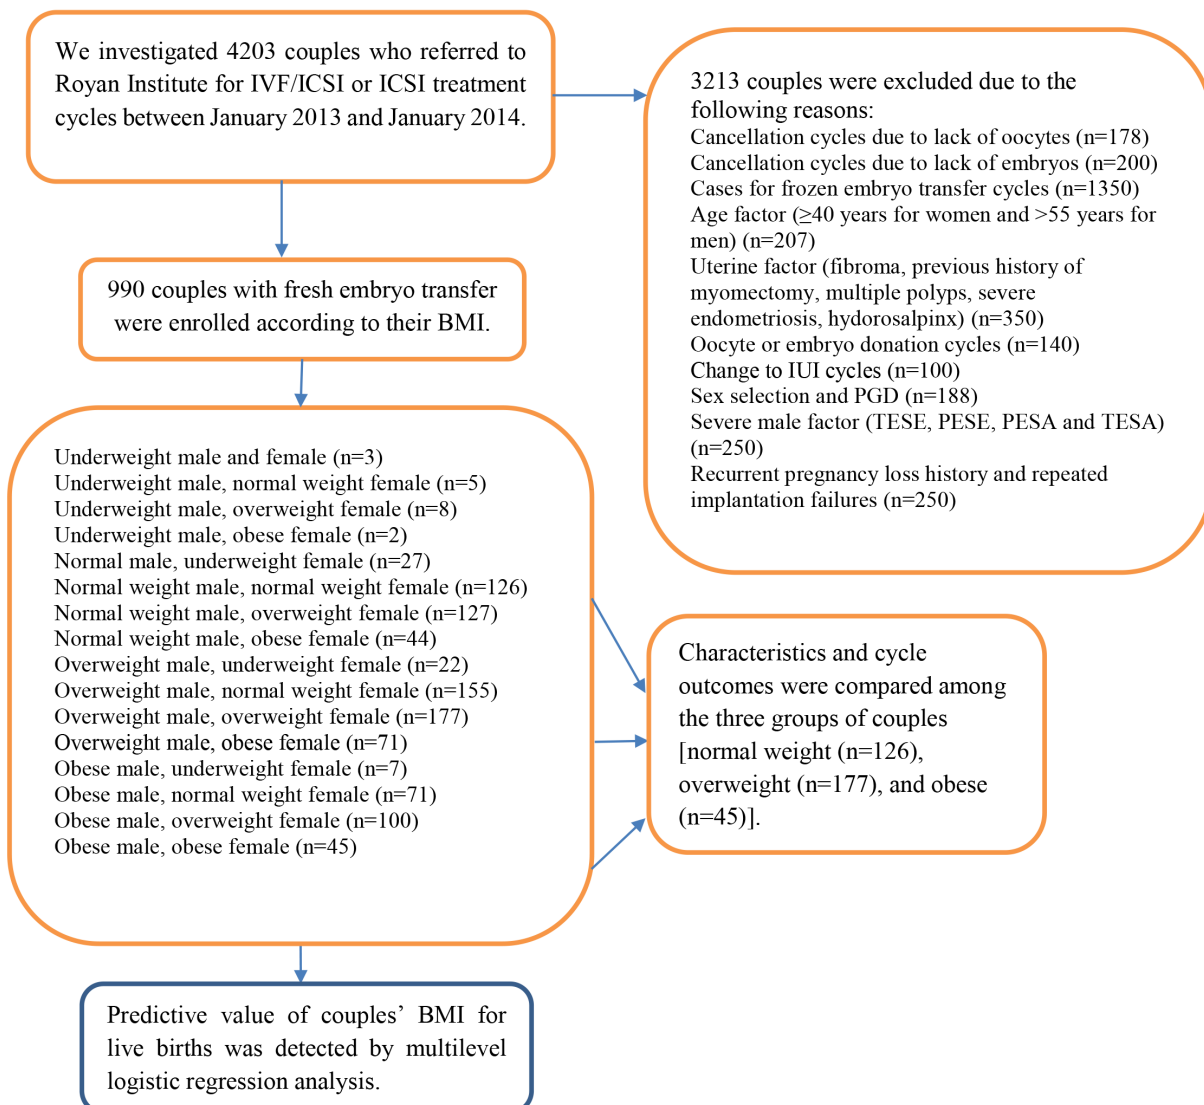 We investigated 4203 couples who referred to
Royan Institute for IVF/ICSI or ICSI treatment
cycles between January 2013 and January 2014.
3213 couples were excluded due to the
following reasons:
Cancellation cycles due to lack of oocytes (n=178)
Cancellation cycles due to lack of embryos (n=200)
Cases for frozen embryo transfer cycles (n=1350)
Age factor (≥40 years for women and >55 years for
men) (n=207)
Uterine factor (fibroma, previous history of
myomectomy, multiple polyps, severe
endometriosis, hydorosalpinx) (n=350)
Oocyte or embryo donation cycles (n=140)
Change to IUI cycles (n=100)
Sex selection and PGD (n=188)
Severe male factor (TESE, PESE, PESA and TESA)
(n=250)
Recurrent pregnancy loss history and repeated
implantation failures (n=250)
990 couples with fresh embryo transfer
were enrolled according to their BMI.
Underweight male and female (n=3)
Underweight male, normal weight female (n=5)
Underweight male, overweight female (n=8)
Underweight male, obese female (n=2)
Normal male, underweight female (n=27)
Normal weight male, normal weight female (n=126)
Normal weight male, overweight female (n=127)
Normal weight male, obese female (n=44)
Overweight male, underweight female (n=22)
Overweight male, normal weight female (n=155)
Overweight male, overweight female (n=177)
Overweight male, obese female (n=71)
Obese male, underweight female (n=7)
Obese male, normal weight female (n=71)
Obese male, overweight female (n=100)
Obese male, obese female (n=45)
Characteristics and cycle
outcomes were compared among
the three groups of couples
[normal weight (n=126),
overweight (n=177), and obese
(n=45)].
Predictive value of couples’ BMI for
live births was detected by multilevel
logistic regression analysis.